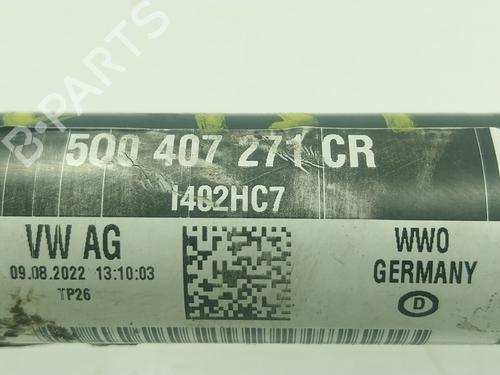 5Q0 407 271 CR
I402HC7
VW AG
09.08.2022 13:10:03
TP26
WWO
GERMANY
D
B-PARTS